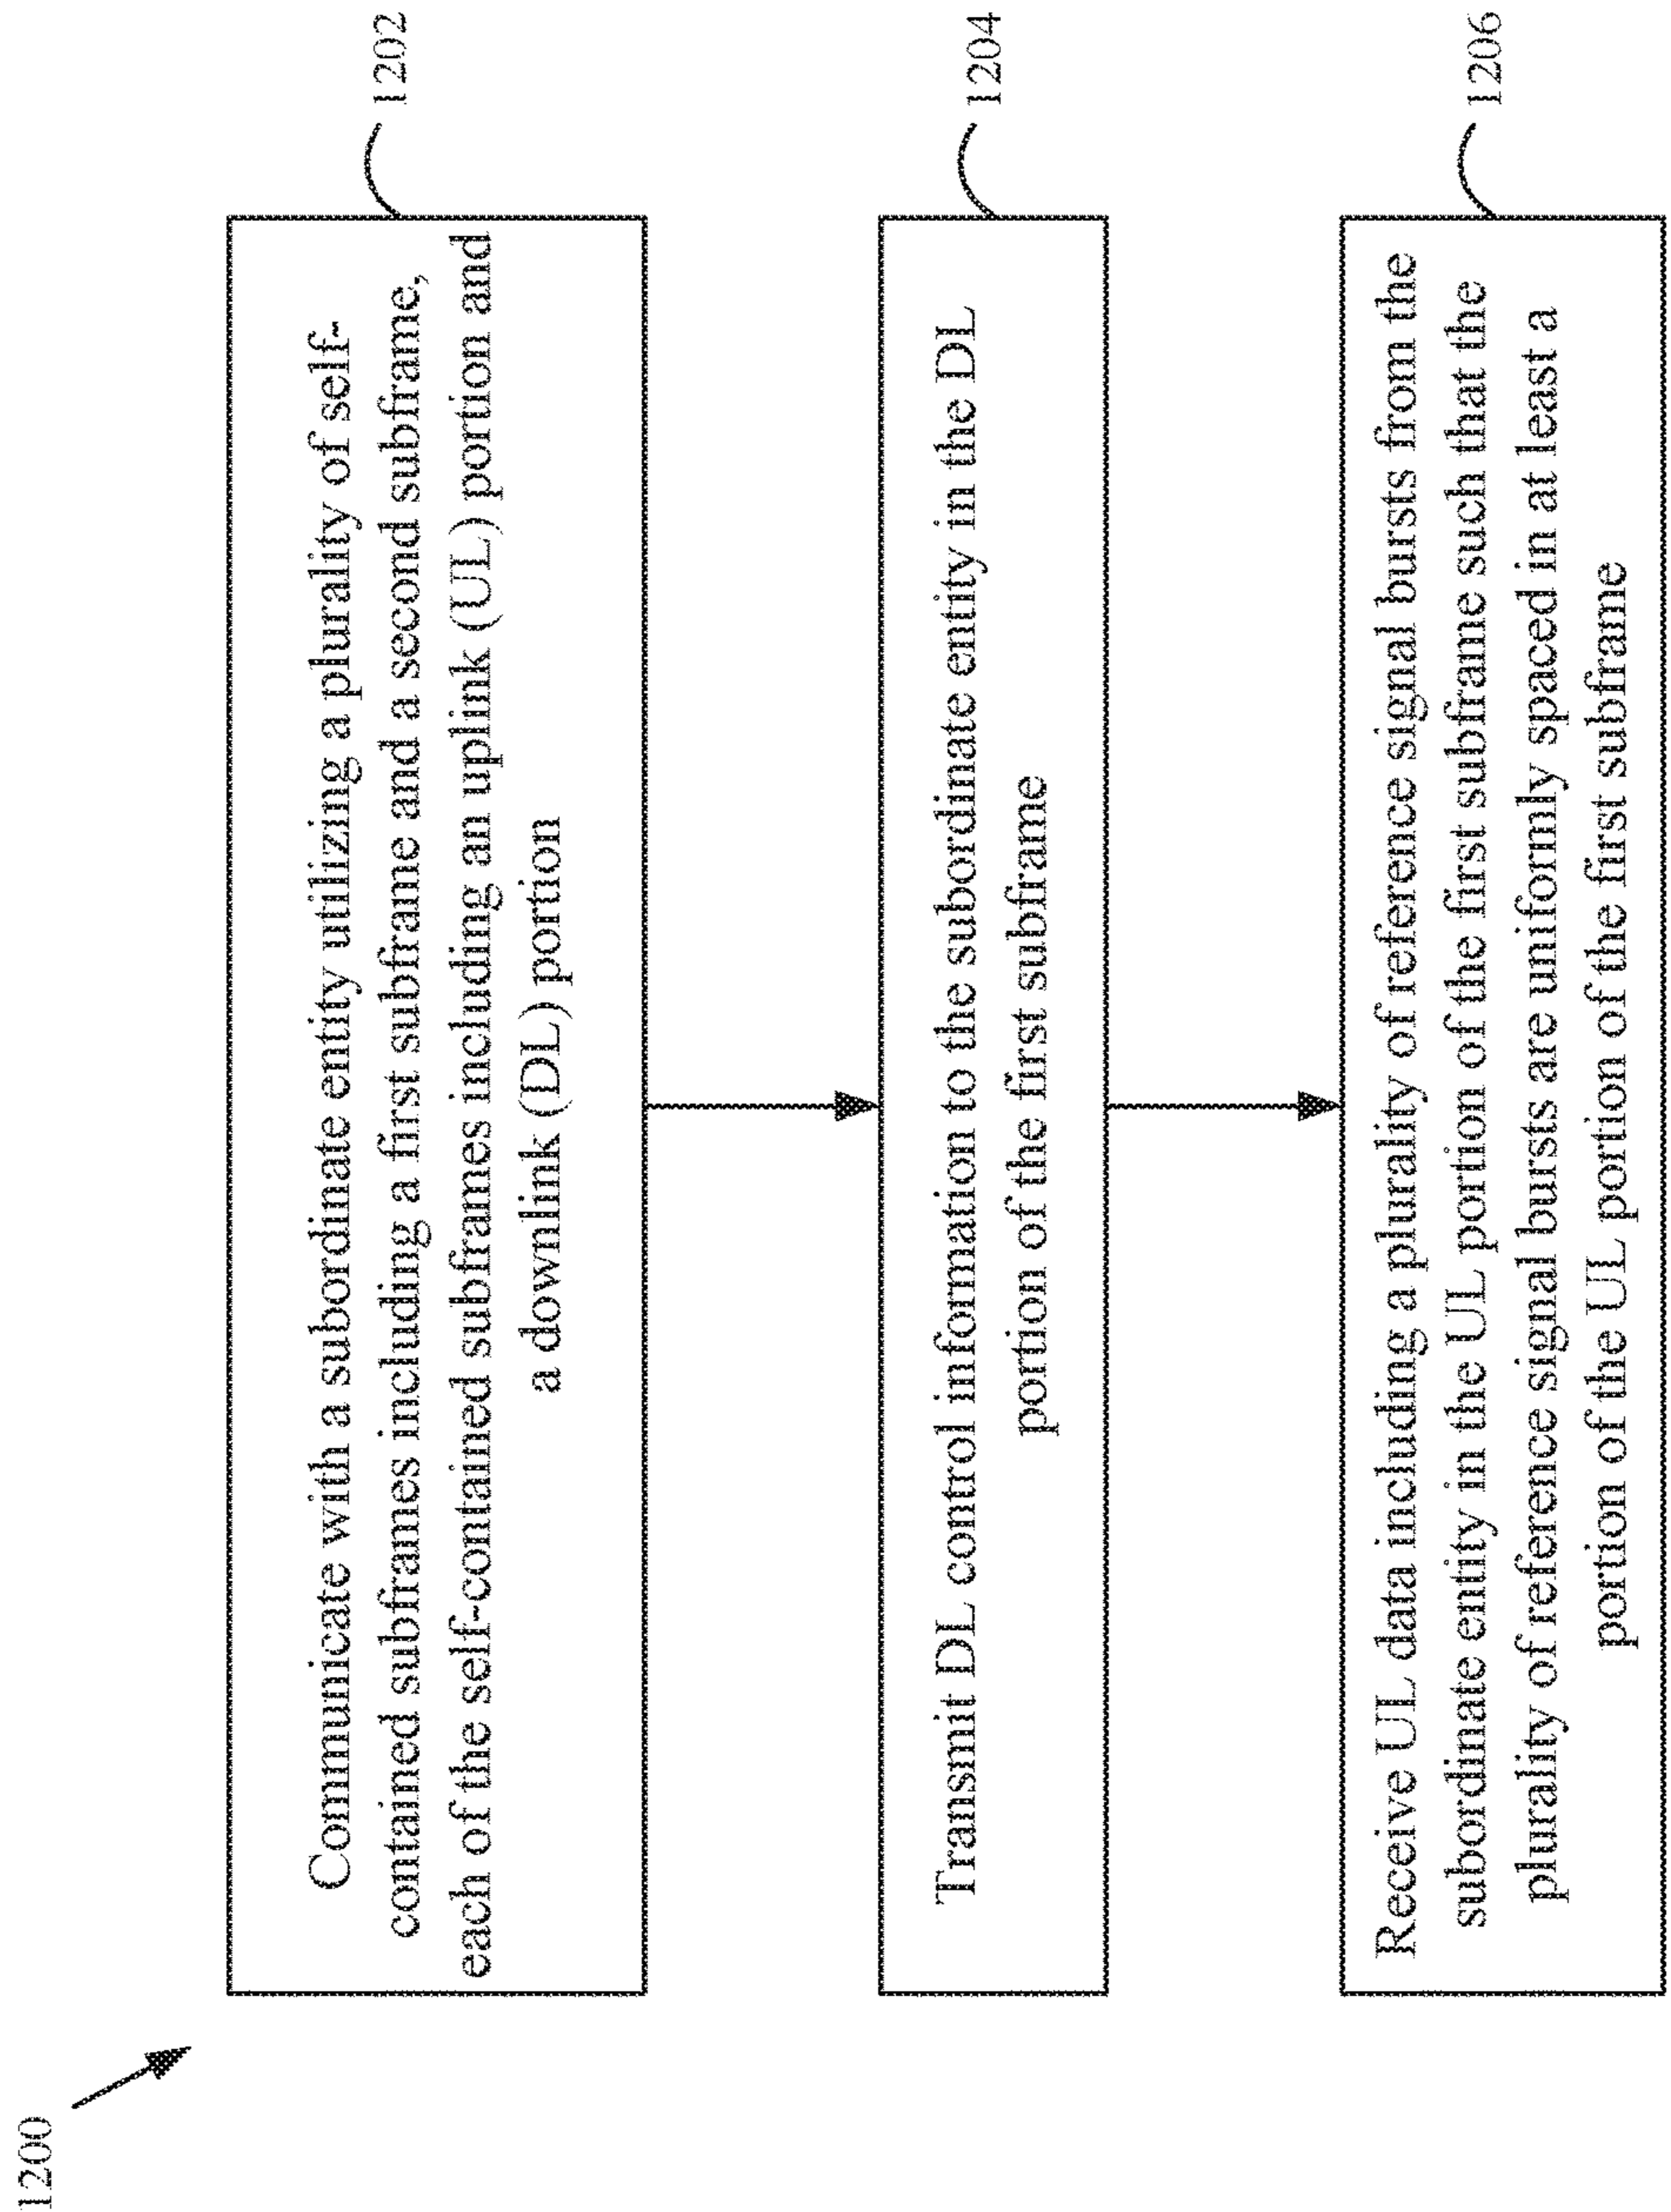 1200
Communicate with a subordinate entity utilizing a plurality of self-
contained subframes including a first subframe and a second subframe,
each of the self-contained subframes including an uplink (UL) portion and
a downlink (DL) portion
1202
Transmit DL control information to the subordinate entity in the DL
portion of the first subframe
1204
Receive UL data including a plurality of reference signal bursts from the
subordinate entity in the UL portion of the first subframe such that the
plurality of reference signal bursts are uniformly spaced in at least a
portion of the UL portion of the first subframe
1206